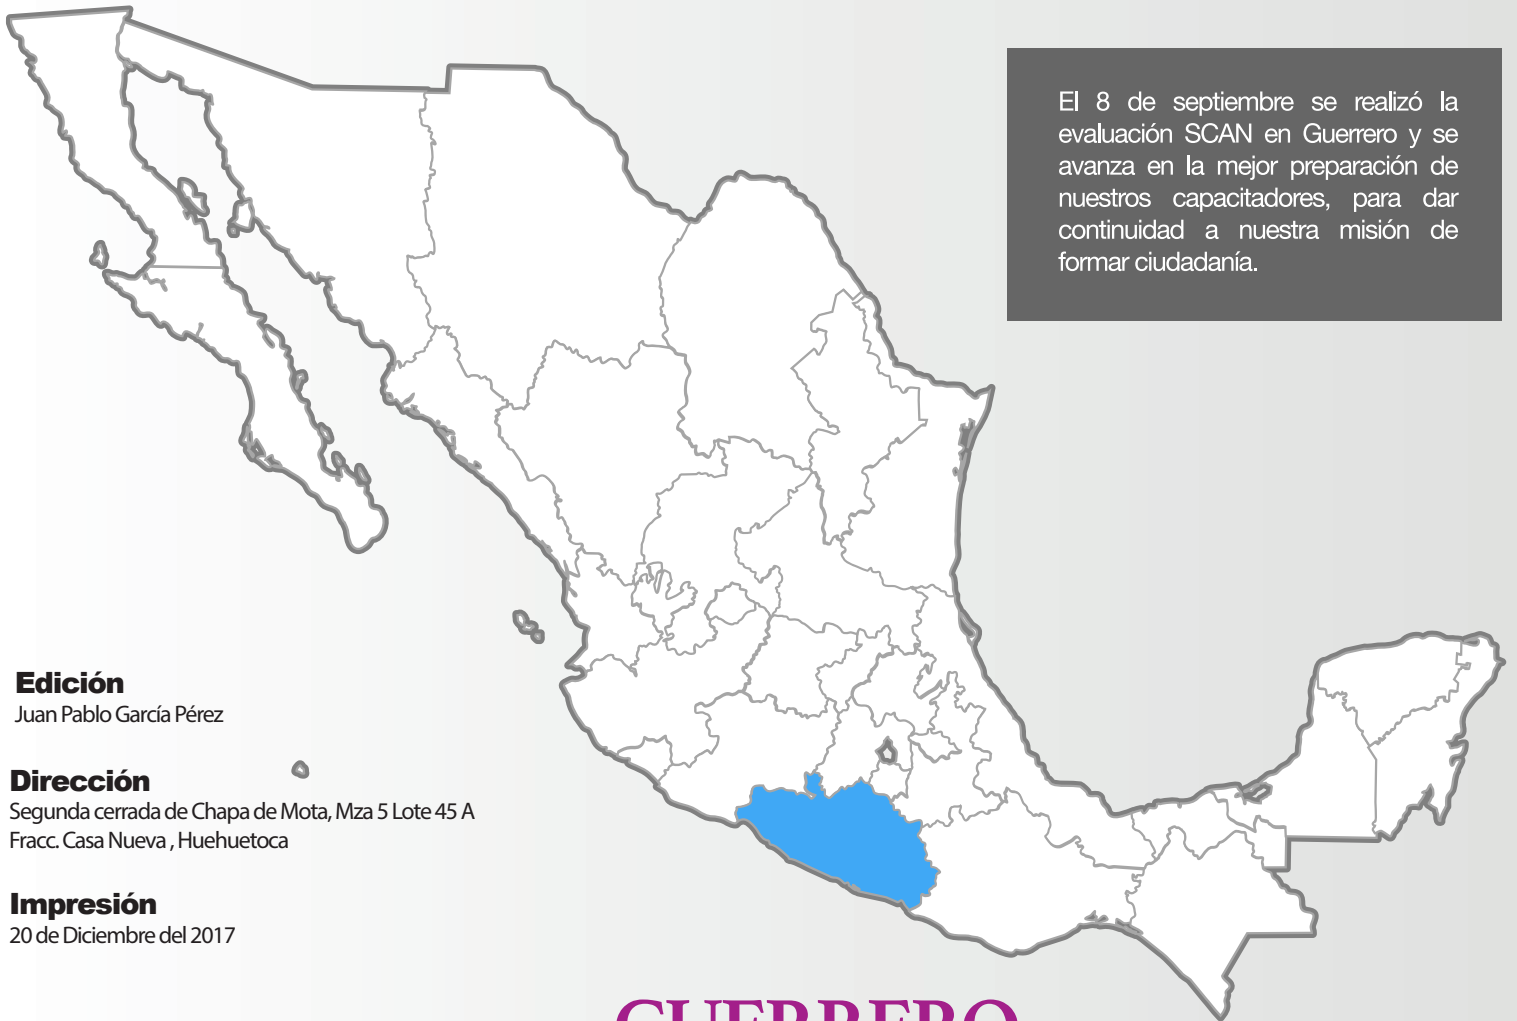 El 8 de septiembre se realizó la
evaluación SCAN en Guerrero y se
avanza en la mejor preparación de
nuestros capacitadores, para dar
continuidad a nuestra misión de
formar ciudadanía.
Edición
Juan Pablo García Pérez
Dirección
Segunda cerrada de Chapa de Mota, Mza 5 Lote 45 A
Fracc. Casa Nueva , Huehuetoca
Impresión
20 de Diciembre del 2017
GUERRERO